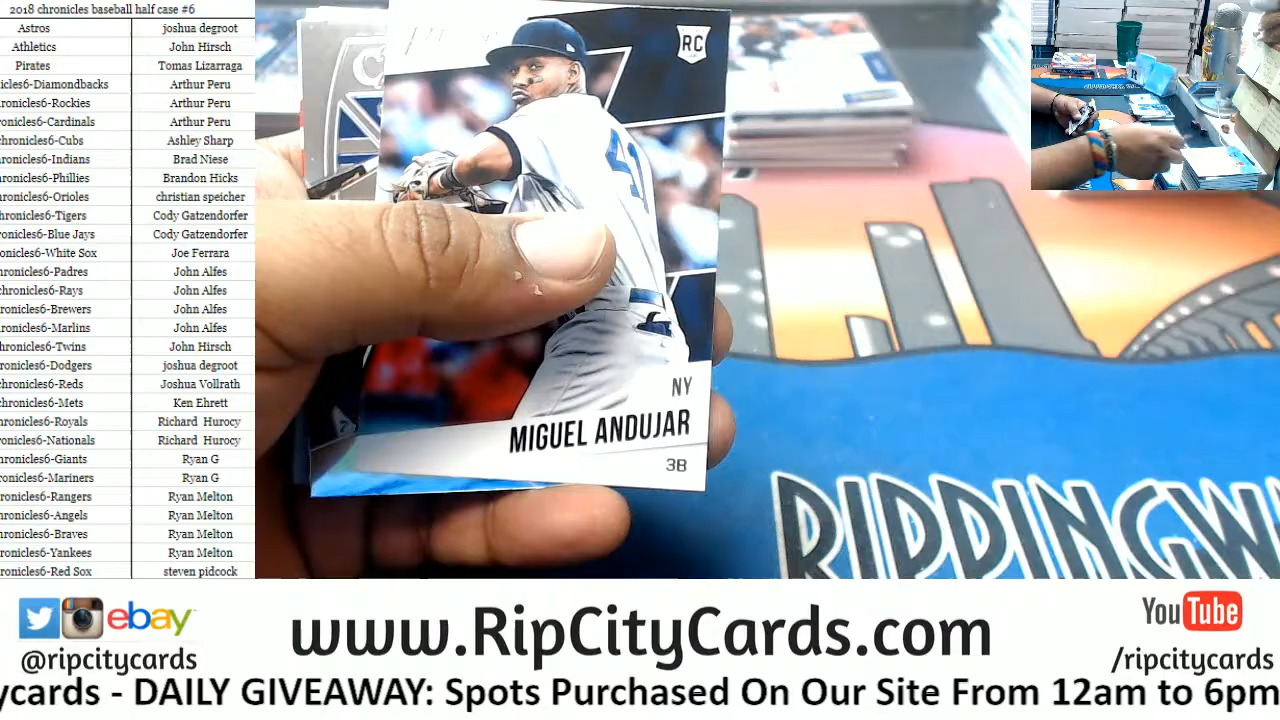 2018 chronicles baseball half case #6
Astros joshua degroot
Athletics John Hirsch
Pirates Tomas Lizarraga
icles6-Diamondbacks Arthur Peru
ronicles6-Rockies Arthur Peru
onicles6-Cardinals Arthur Peru
chronicles6-Cubs Ashley Sharp
ronicles6-Indians Brad Niese
ronicles6-Phillies Brandon Hicks
ronicles6-Orioles christian speicher
hronicles6-Tigers Cody Gatzendorfer
onicles6-Blue Jays Cody Gatzendorfer
onicles6-White Sox Joe Ferrara
hronicles6-Padres John Alfes
chronicles6-Rays John Alfes
ronicles6-Brewers John Alfes
ronicles6-Marlins John Alfes
hronicles6-Twins John Hirsch
ronicles6-Dodgers joshua degroot
chronicles6-Reds Joshua Vollrath
chronicles6-Mets Ken Ehrett
hronicles6-Royals Richard Hurocy
onicles6-Nationals Richard Hurocy
hronicles6-Giants Ryan G
onicles6-Mariners Ryan G
ronicles6-Rangers Ryan Melton
hronicles6-Angels Ryan Melton
hronicles6-Braves Ryan Melton
ronicles6-Yankees Ryan Melton
ronicles6-Red Sox steven pidcock
RC
NY
MIGUEL ANDUJAR
3B
RIPPINGW
ebay
@ripcitycards
www.RipCityCards.com
YouTube
/ripcitycards
ycards - DAILY GIVEAWAY: Spots Purchased On Our Site From 12am to 6pm